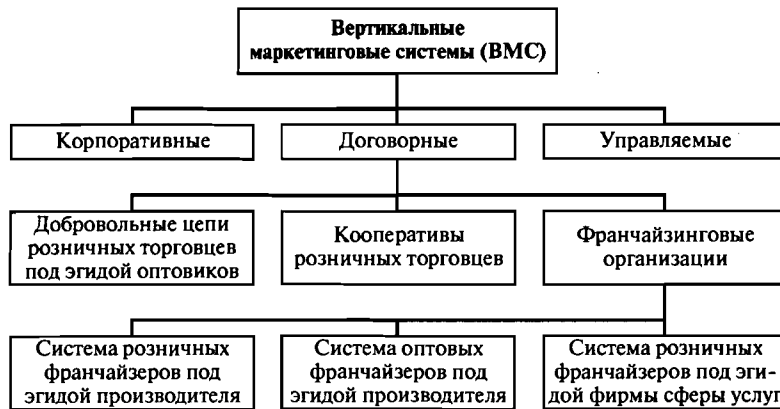 Вертикальные
маркетинговые системы (ВМС)
Корпоративные
Договорные
Управляемые
Добровольные цепи
розничных торговцев
под эгидой оптовиков
Кооперативы
розничных торговцев
Франчайзинговые
организации
Система розничных
франчайзеров под
эгидой производителя
Система оптовых
франчайзеров под
эгидой производителя
Система розничных
франчайзеров под эги-
дой фирмы сферы услуг